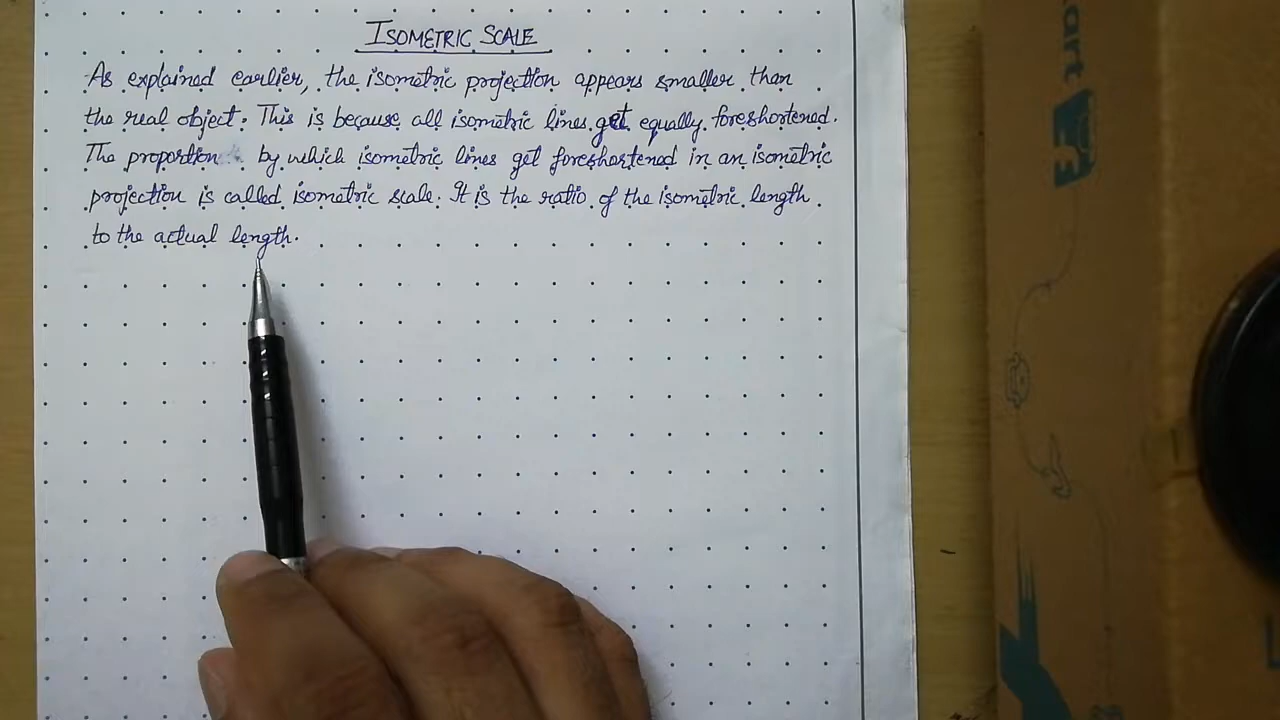 ISOMETRIC SCALE
As explained earlier, the isometric projection appears smaller than
the real object. This is because all isometric lines get equally foreshortened.
The proportion by which isometric lines get foreshortened in an isometric
projection is called isometric scale. It is the ratio of the isometric length
to the actual length.
art